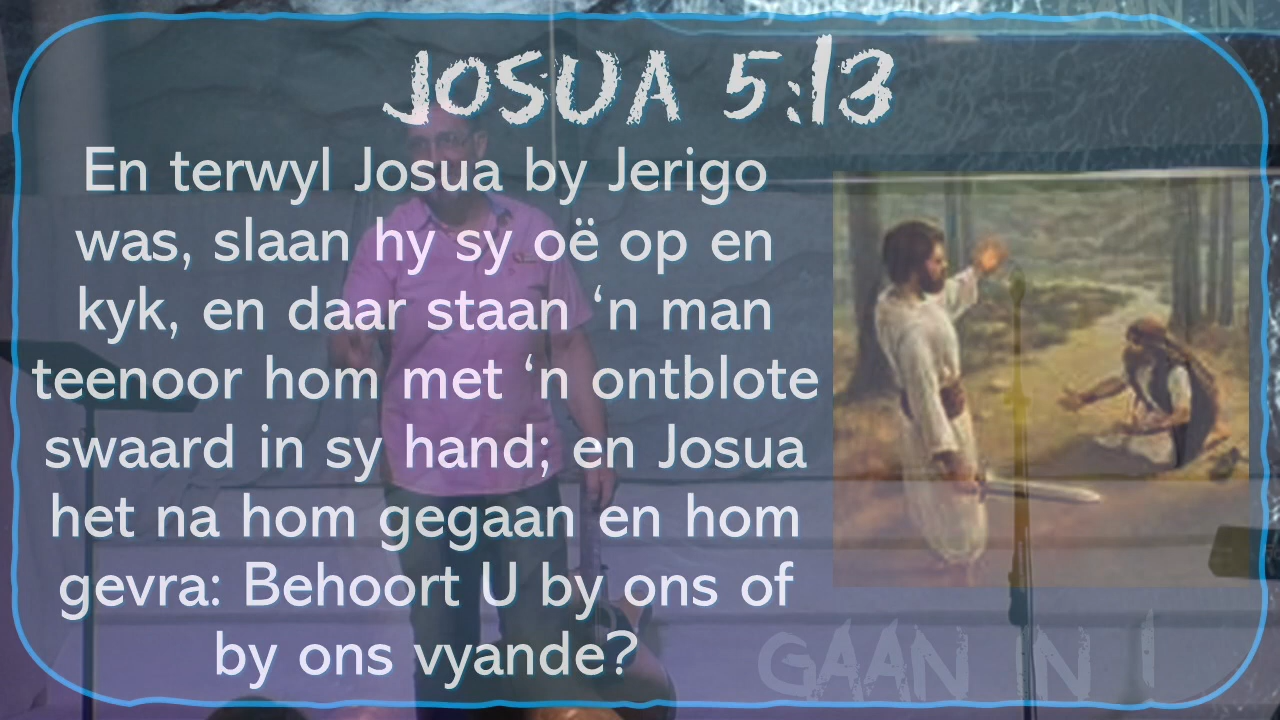 JOSUA 5:13
En terwyl Josua by Jerigo
was, slaan hy sy oë op en
kyk, en daar staan ‘n man
teenoor hom met ‘n ontblote
swaard in sy hand; en Josua
het na hom gegaan en hom
gevra: Behoort U by ons of
by ons vyande?
GAAN IN !
GAAN IN